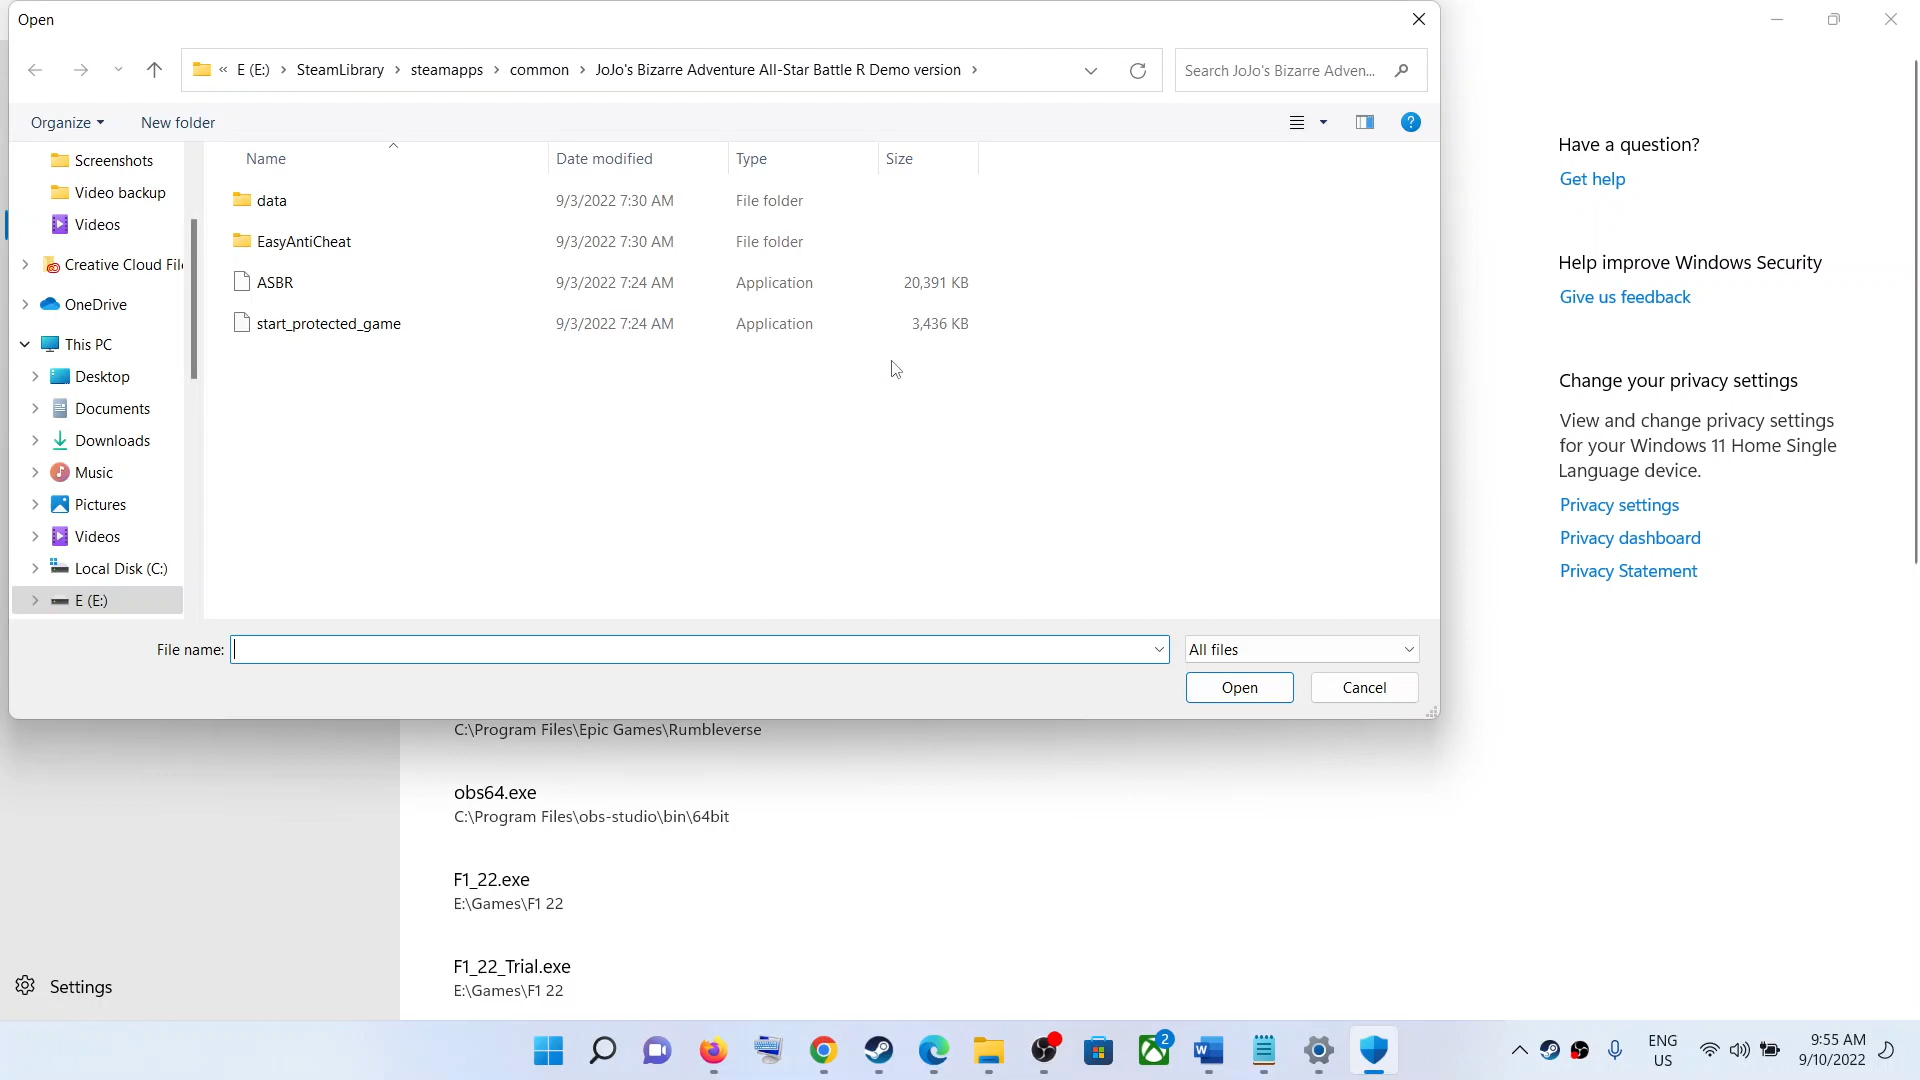 Open
« E (E:) › SteamLibrary › steamapps › common › JoJo's Bizarre Adventure All-Star Battle R Demo version ›
Search JoJo's Bizarre Adven...
Organize
New folder
Name
Date modified
Type
Size
Screenshots
Video backup
Videos
Creative Cloud Fil
OneDrive
This PC
Desktop
Documents
Downloads
Music
Pictures
Videos
Local Disk (C:)
E (E:)
data 9/3/2022 7:30 AM File folder
EasyAntiCheat 9/3/2022 7:30 AM File folder
ASBR 9/3/2022 7:24 AM Application 20,391 KB
start_protected_game 9/3/2022 7:24 AM Application 3,436 KB
File name:
All files
Open
Cancel
C:\Program Files\Epic Games\Rumbleverse
obs64.exe
C:\Program Files\obs-studio\bin\64bit
F1_22.exe
E:\Games\F1 22
F1_22_Trial.exe
E:\Games\F1 22
Settings
Have a question?
Get help
Help improve Windows Security
Give us feedback
Change your privacy settings
View and change privacy settings
for your Windows 11 Home Single
Language device.
Privacy settings
Privacy dashboard
Privacy Statement
2
ENG
US
9:55 AM
9/10/2022